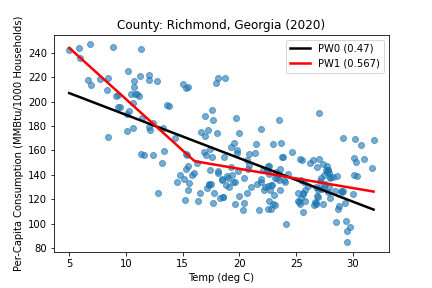 County: Richmond, Georgia (2020)
PW0 (0.47)
PW1 (0.567)
Per-Capita Consumption (MMBtu/1000 Households)
240
220
200
180
160
140
120
100
80
5 10 15 20 25 30
Temp (deg C)